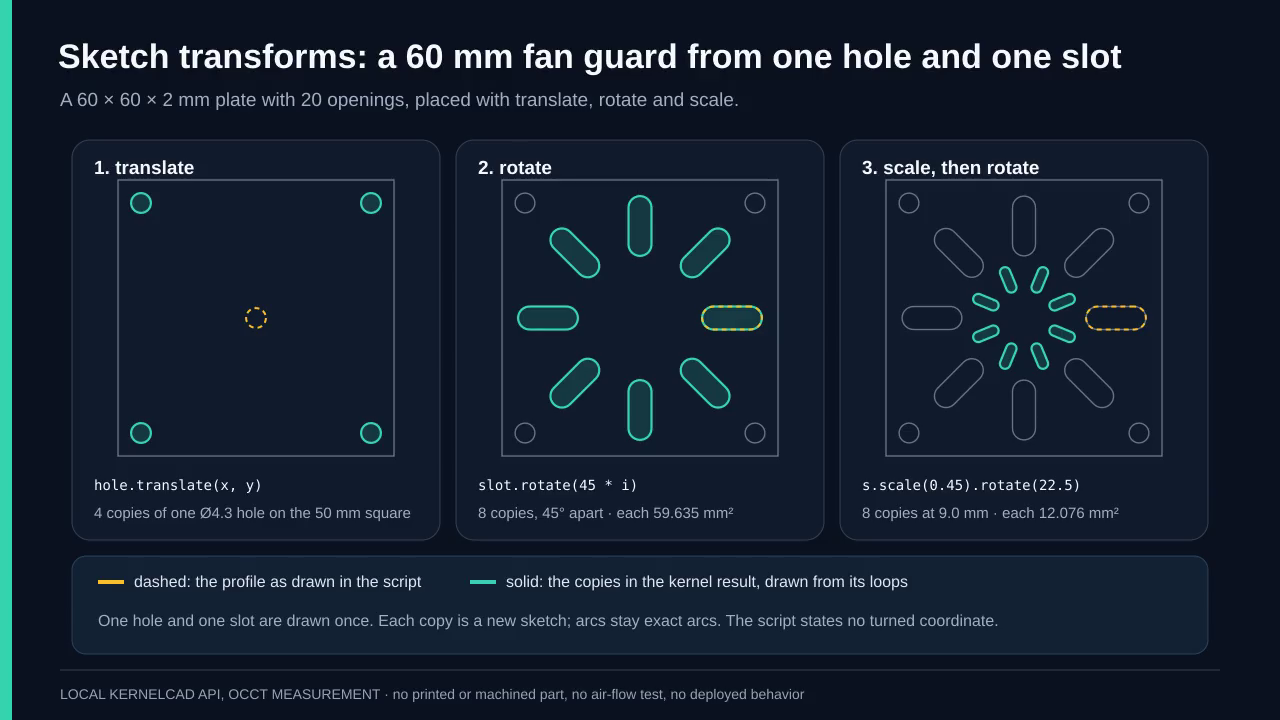 Sketch transforms: a 60 mm fan guard from one hole and one slot
A 60 × 60 × 2 mm plate with 20 openings, placed with translate, rotate and scale.
1. translate
hole.translate(x, y)
4 copies of one Ø4.3 hole on the 50 mm square
2. rotate
slot.rotate(45 * i)
8 copies, 45° apart · each 59.635 mm²
3. scale, then rotate
s.scale(0.45).rotate(22.5)
8 copies at 9.0 mm · each 12.076 mm²
dashed: the profile as drawn in the script
solid: the copies in the kernel result, drawn from its loops
One hole and one slot are drawn once. Each copy is a new sketch; arcs stay exact arcs. The script states no turned coordinate.
LOCAL KERNELCAD API, OCCT MEASUREMENT · no printed or machined part, no air-flow test, no deployed behavior